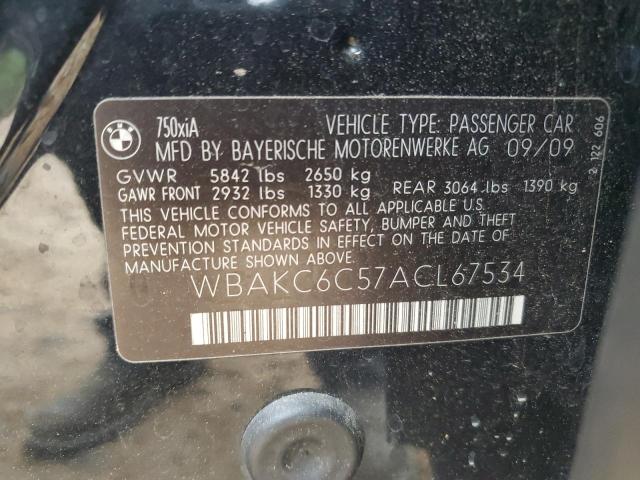 BMW
750xiA VEHICLE TYPE: PASSENGER CAR
MFD BY BAYERISCHE MOTORENWERKE AG 09/09
GVWR 5842 lbs 2650 kg
GAWR FRONT 2932 lbs 1330 kg REAR 3064 lbs 1390 kg
THIS VEHICLE CONFORMS TO ALL APPLICABLE U.S.
FEDERAL MOTOR VEHICLE SAFETY, BUMPER AND THEFT
PREVENTION STANDARDS IN EFFECT ON THE DATE OF
MANUFACTURE SHOWN ABOVE.
WBAKC6C57ACL67534
2 122 606